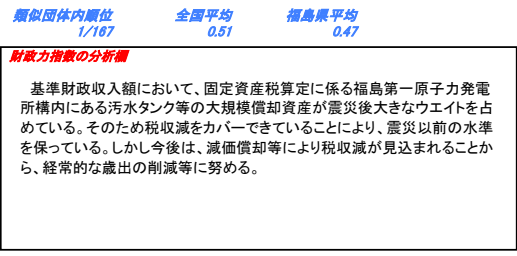 類似団体内順位 全国平均 福島県平均
1/167 0.51 0.47
財政力指数の分析欄
基準財政収入額において、固定資産税算定に係る福島第一原子力発電
所構内にある汚水タンク等の大規模償却資産が震災後大きなウエイトを占
めている。そのため税収減をカバーできていることにより、震災以前の水準
を保っている。しかし今後は、減価償却等により税収減が見込まれることか
ら、経常的な歳出の削減等に努める。